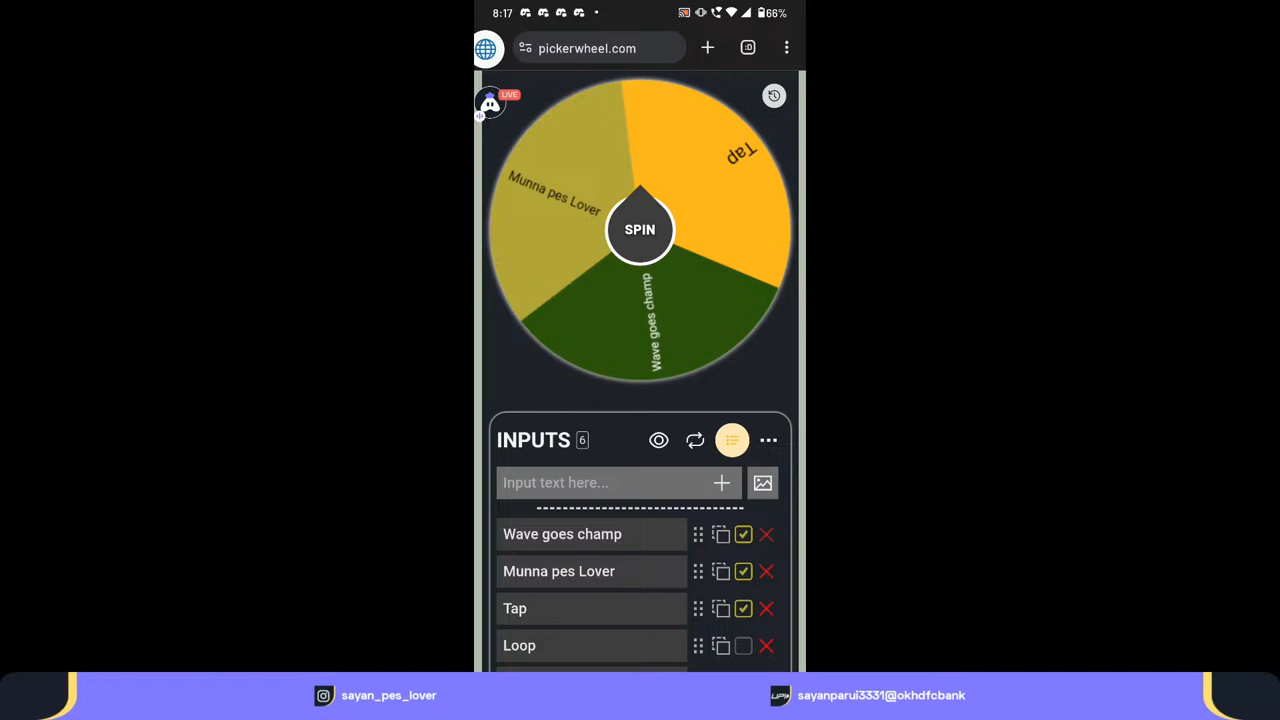 8:17
66%
pickerwheel.com
:D
LIVE
Tap
Munna pes Lover
SPIN
Wave goes champ
INPUTS 6
Input text here...
Wave goes champ
Munna pes Lover
Tap
Loop
sayan_pes_lover
UPI
sayanparui3331@okhdfcbank